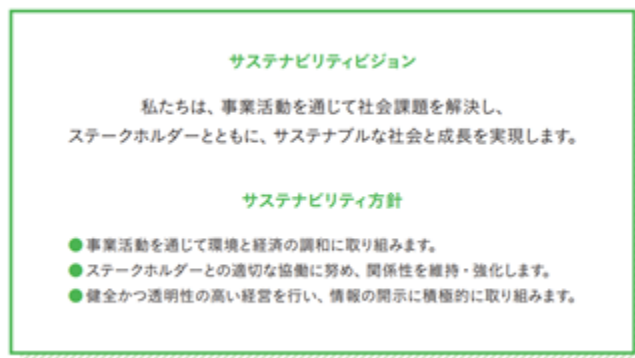 サステナビリティビジョン
私たちは、事業活動を通じて社会課題を解決し、
ステークホルダーとともに、サステナブルな社会と成長を実現します。
サステナビリティ方針
●事業活動を通じて環境と経済の調和に取り組みます。
●ステークホルダーとの適切な協働に努め、関係性を維持・強化します。
●健全かつ透明性の高い経営を行い、情報の開示に積極的に取り組みます。